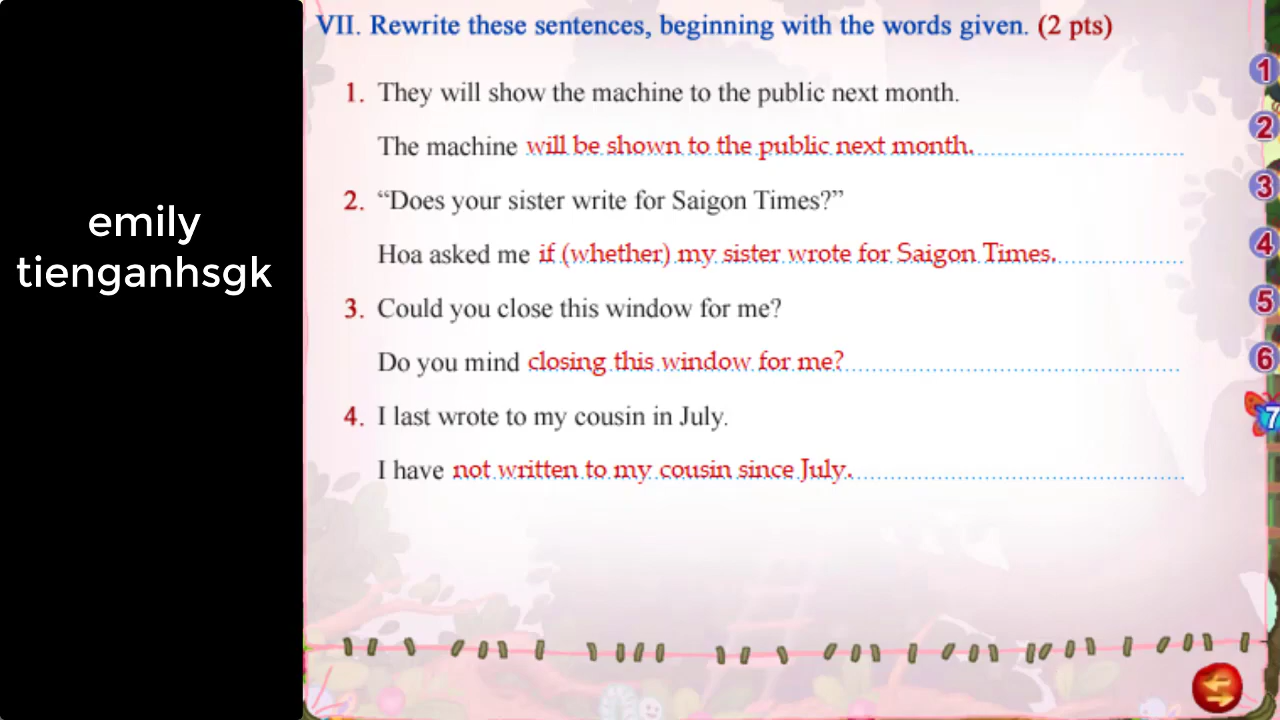 emily
tienganhsgk
VII. Rewrite these sentences, beginning with the words given. (2 pts)
1. They will show the machine to the public next month.
The machine will be shown to the public next month.
2. “Does your sister write for Saigon Times?”
Hoa asked me if (whether) my sister wrote for Saigon Times.
3. Could you close this window for me?
Do you mind closing this window for me?
4. I last wrote to my cousin in July.
I have not written to my cousin since July.
1
2
3
4
5
6
7